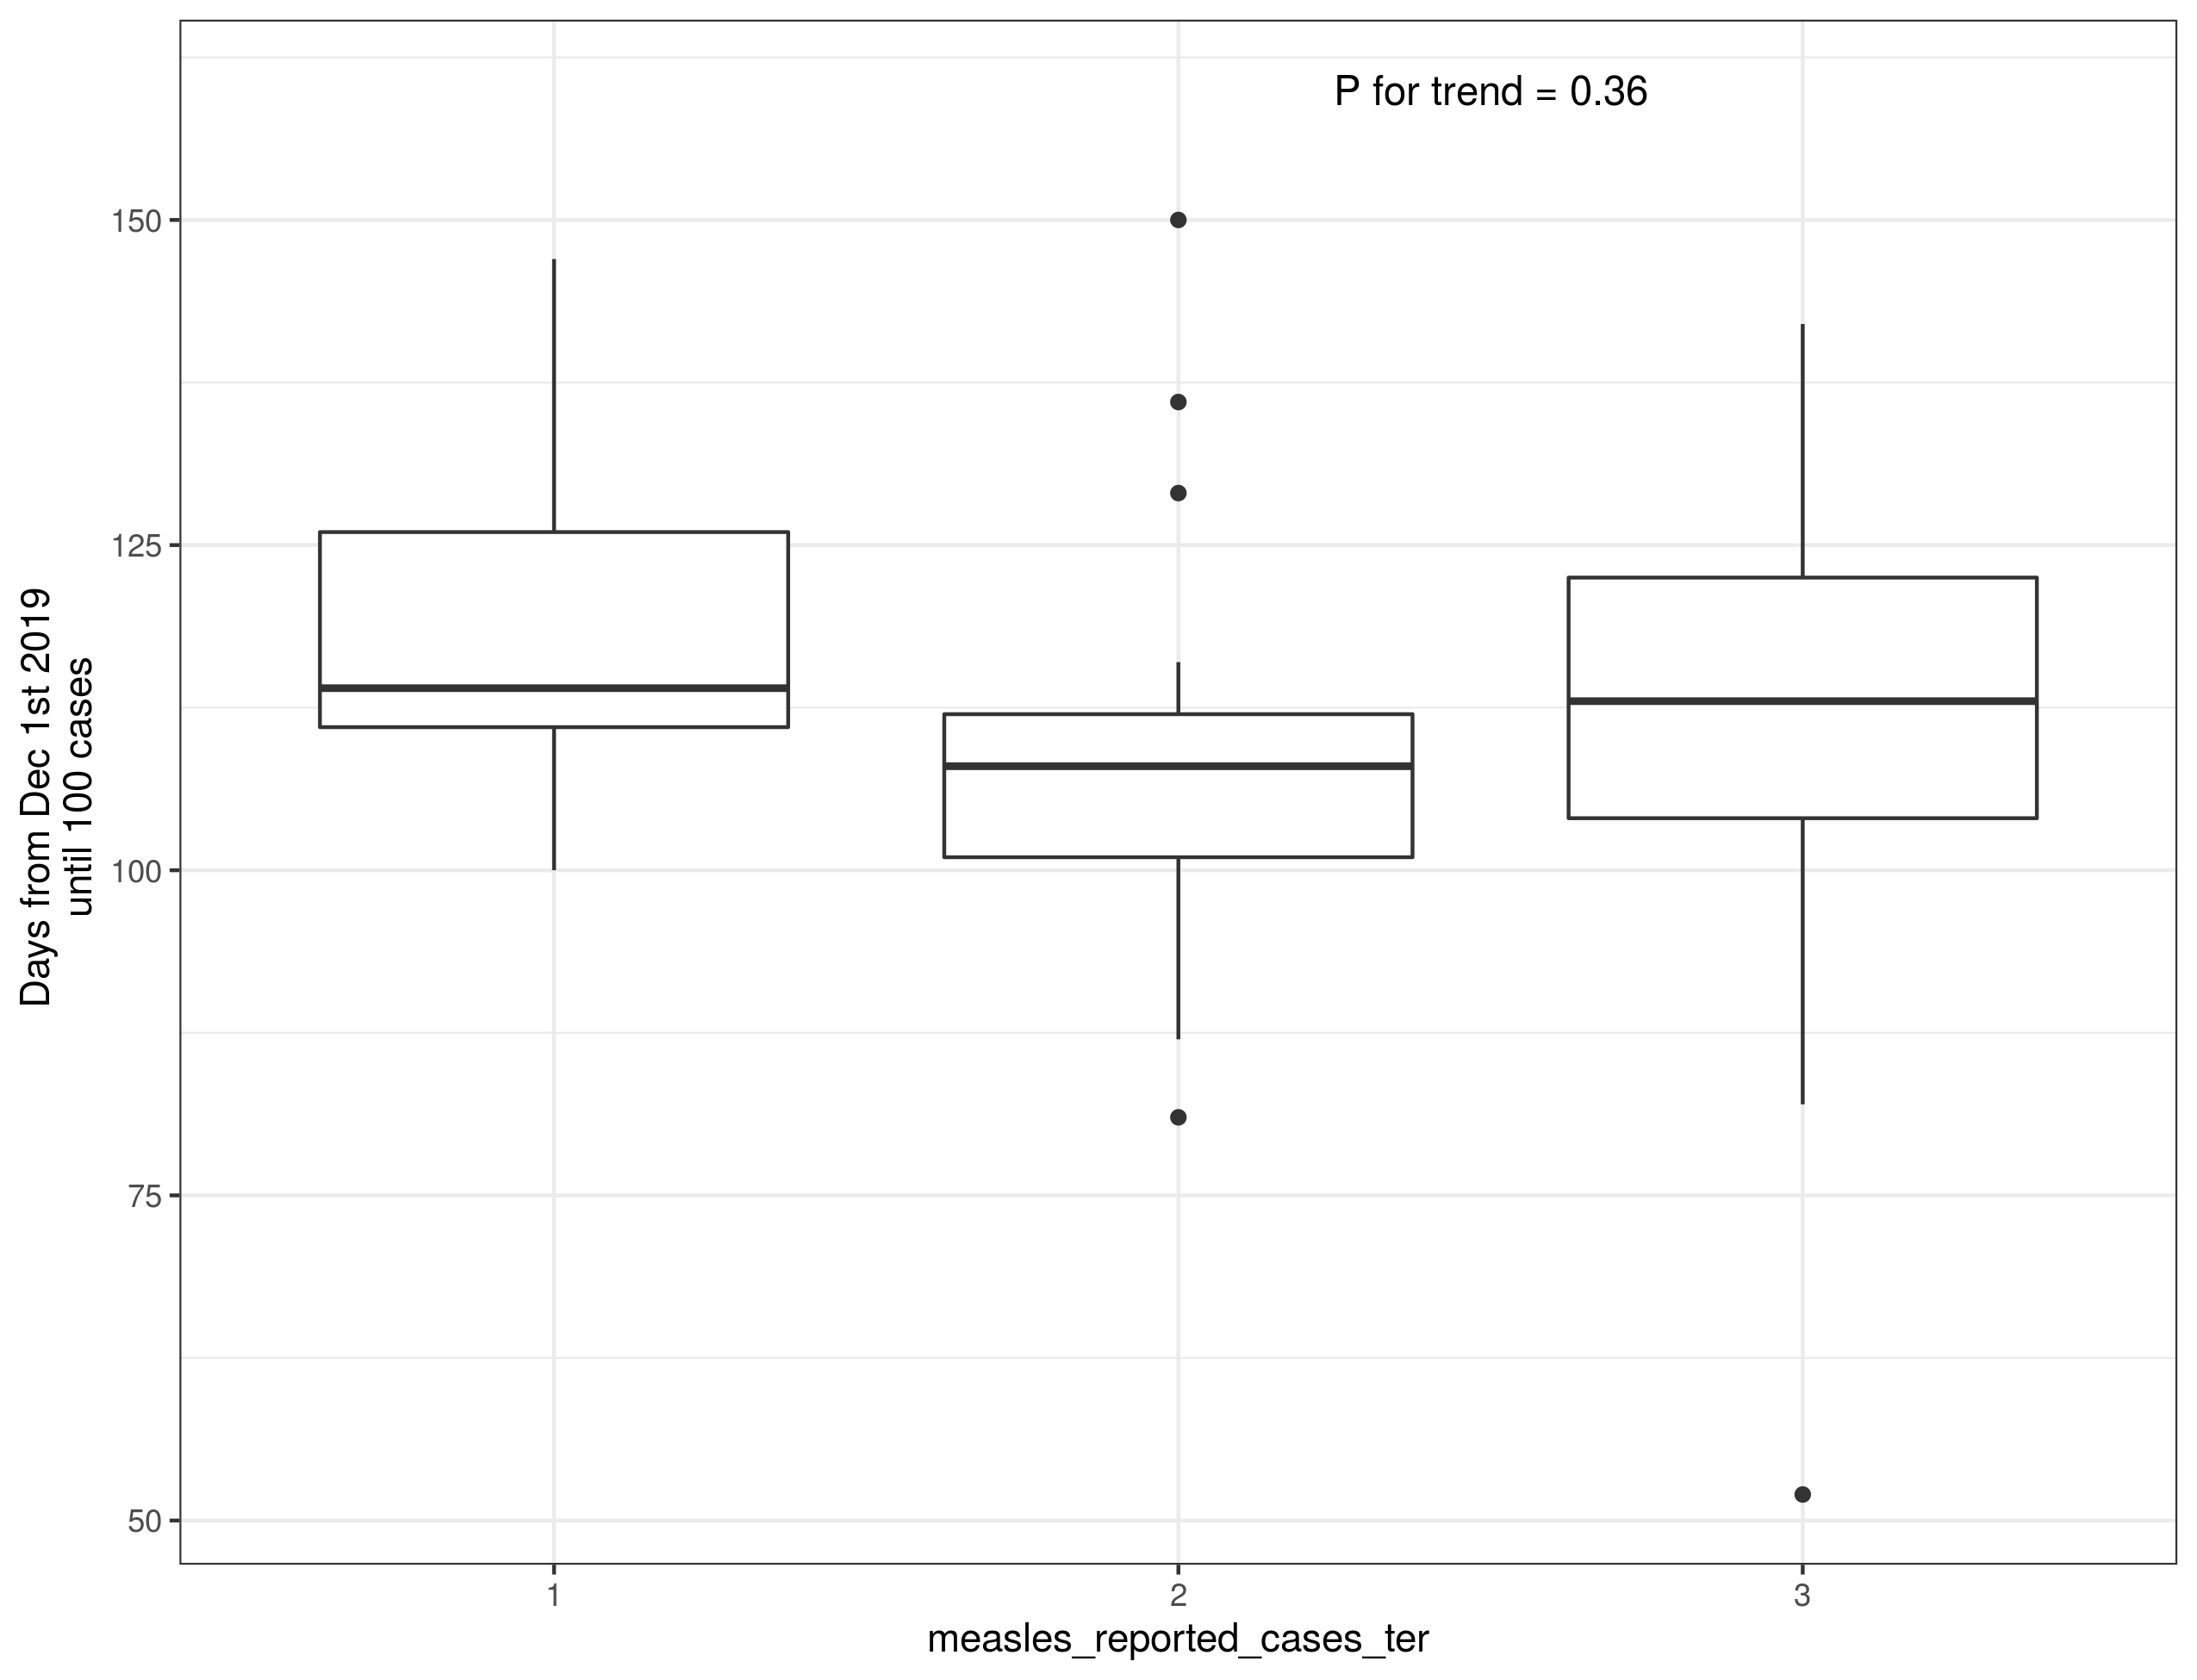 P for trend = 0.36
150
125
100
75
50
Days from Dec 1st 2019
until 100 cases
1
2
3
measles_reported_cases_ter